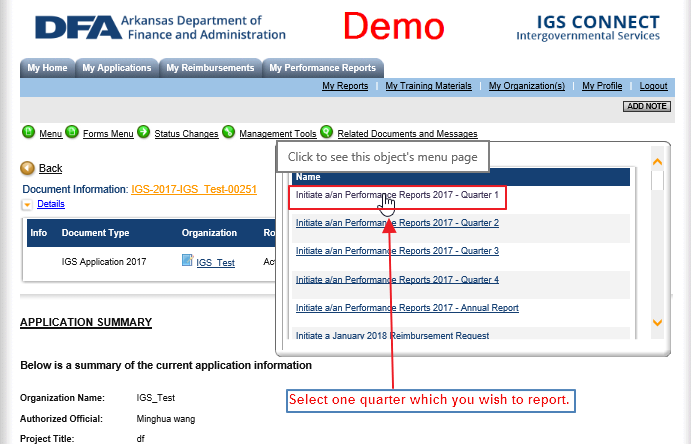 DFA Arkansas Department of
Finance and Administration
Demo
IGS CONNECT
Intergovernmental Services
My Home My Applications My Reimbursements My Performance Reports
My Reports My Training Materials My Organization(s) My Profile Logout
ADD NOTE
Menu Forms Menu Status Changes Management Tools Related Documents and Messages
Click to see this object's menu page
Back
Name
Document Information: IGS-2017-IGS_Test-00251
Details
Initiate a/an Performance Reports 2017 - Quarter 1
Initiate a/an Performance Reports 2017 - Quarter 2
Initiate a/an Performance Reports 2017 - Quarter 3
Initiate a/an Performance Reports 2017 - Quarter 4
Initiate a/an Performance Reports 2017 - Annual Report
Initiate a January 2018 Reimbursement Request
Info Document Type Organization
IGS Application 2017 IGS_Test
APPLICATION SUMMARY
Below is a summary of the current application information
Select one quarter which you wish to report.
Organization Name: IGS_Test
Authorized Official: Minghua wang
Project Title: df